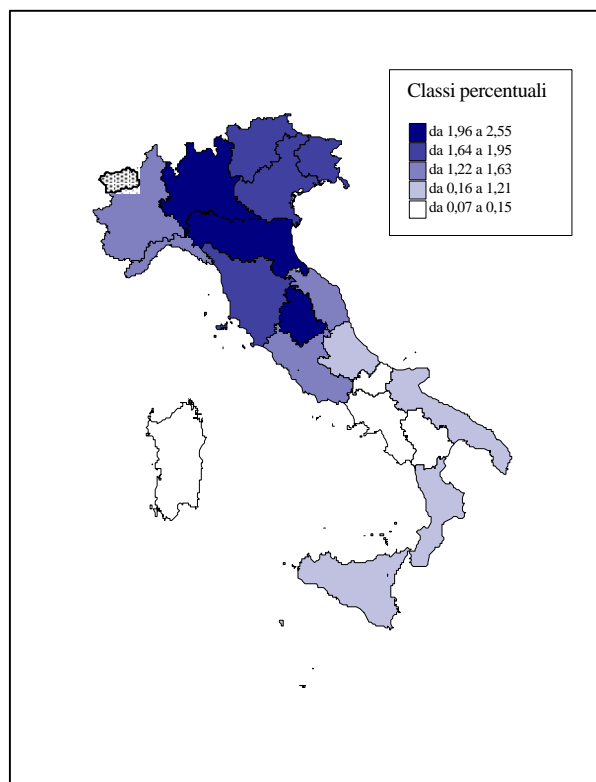 Classi percentuali
da 1,96 a 2,55
da 1,64 a 1,95
da 1,22 a 1,63
da 0,16 a 1,21
da 0,07 a 0,15